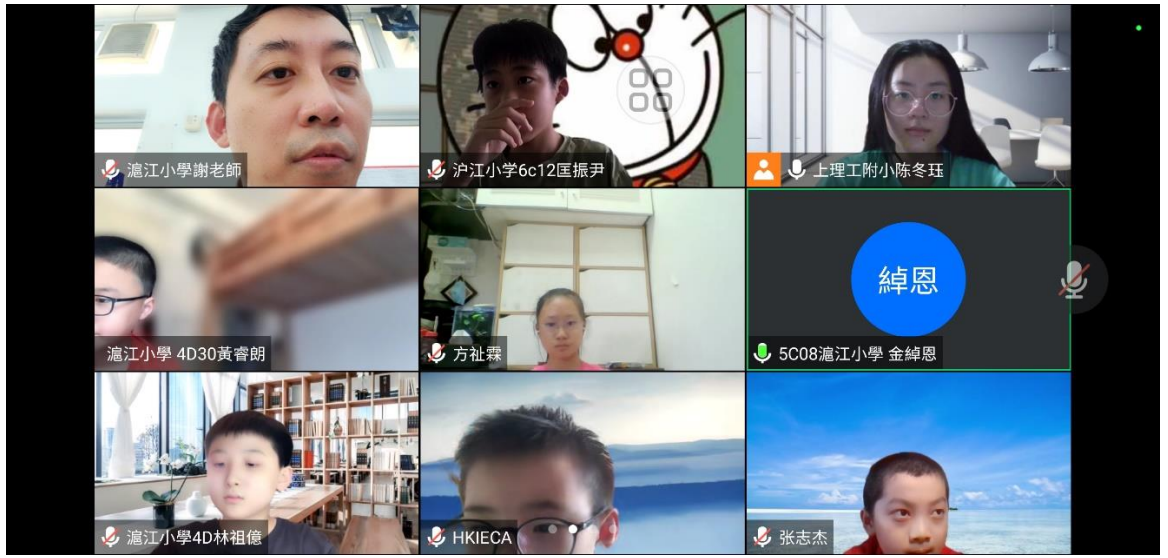 滬江小學謝老師
沪江小学6c12匡振尹
上理工附小陈冬珏
滬江小學 4D30黃睿朗
方祉霖
綽恩
5C08滬江小學 金綽恩
滬江小學4D林祖億
HKIECA
张志杰